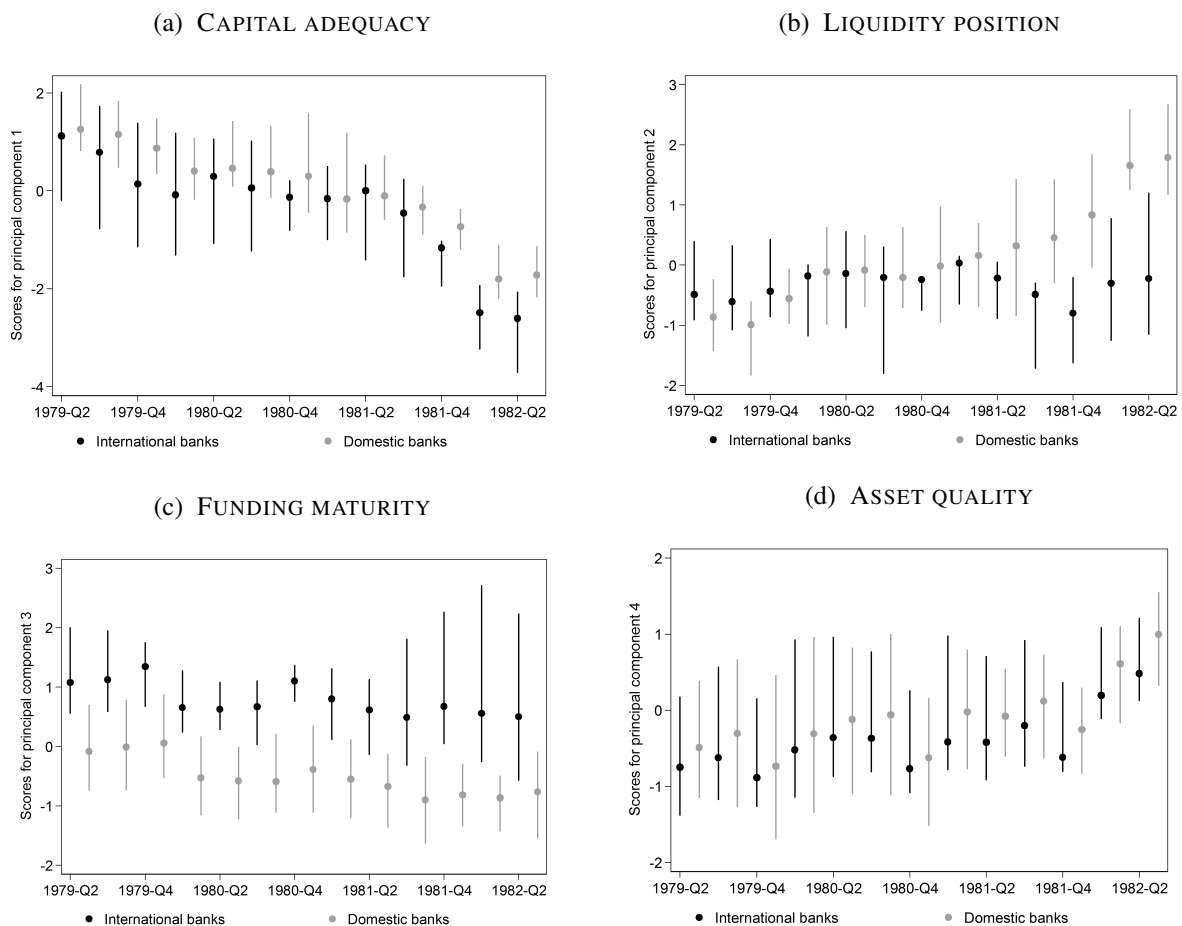 (a) CAPITAL ADEQUACY
Scores for principal component 1
2
0
-2
-4
1979-Q2 1979-Q4 1980-Q2 1980-Q4 1981-Q2 1981-Q4 1982-Q2
International banks Domestic banks
(b) LIQUIDITY POSITION
Scores for principal component 2
3
2
1
0
-1
-2
1979-Q2 1979-Q4 1980-Q2 1980-Q4 1981-Q2 1981-Q4 1982-Q2
International banks Domestic banks
(c) FUNDING MATURITY
Scores for principal component 3
3
2
1
0
-1
-2
1979-Q2 1979-Q4 1980-Q2 1980-Q4 1981-Q2 1981-Q4 1982-Q2
International banks Domestic banks
(d) ASSET QUALITY
Scores for principal component 4
2
1
0
-1
-2
1979-Q2 1979-Q4 1980-Q2 1980-Q4 1981-Q2 1981-Q4 1982-Q2
International banks Domestic banks